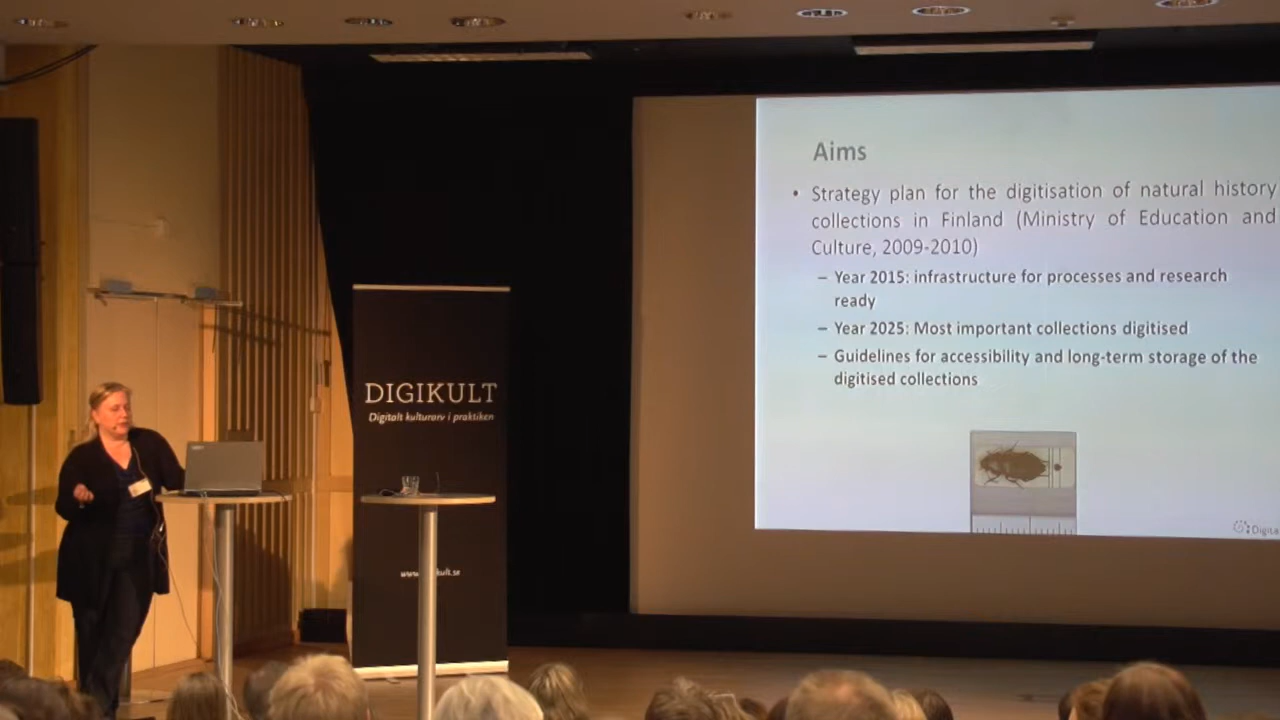 Aims
• Strategy plan for the digitisation of natural history
collections in Finland (Ministry of Education and
Culture, 2009-2010)
– Year 2015: infrastructure for processes and research
ready
– Year 2025: Most important collections digitised
– Guidelines for accessibility and long-term storage of the
digitised collections
DIGIKULT
Digitalt kulturarv i praktiken